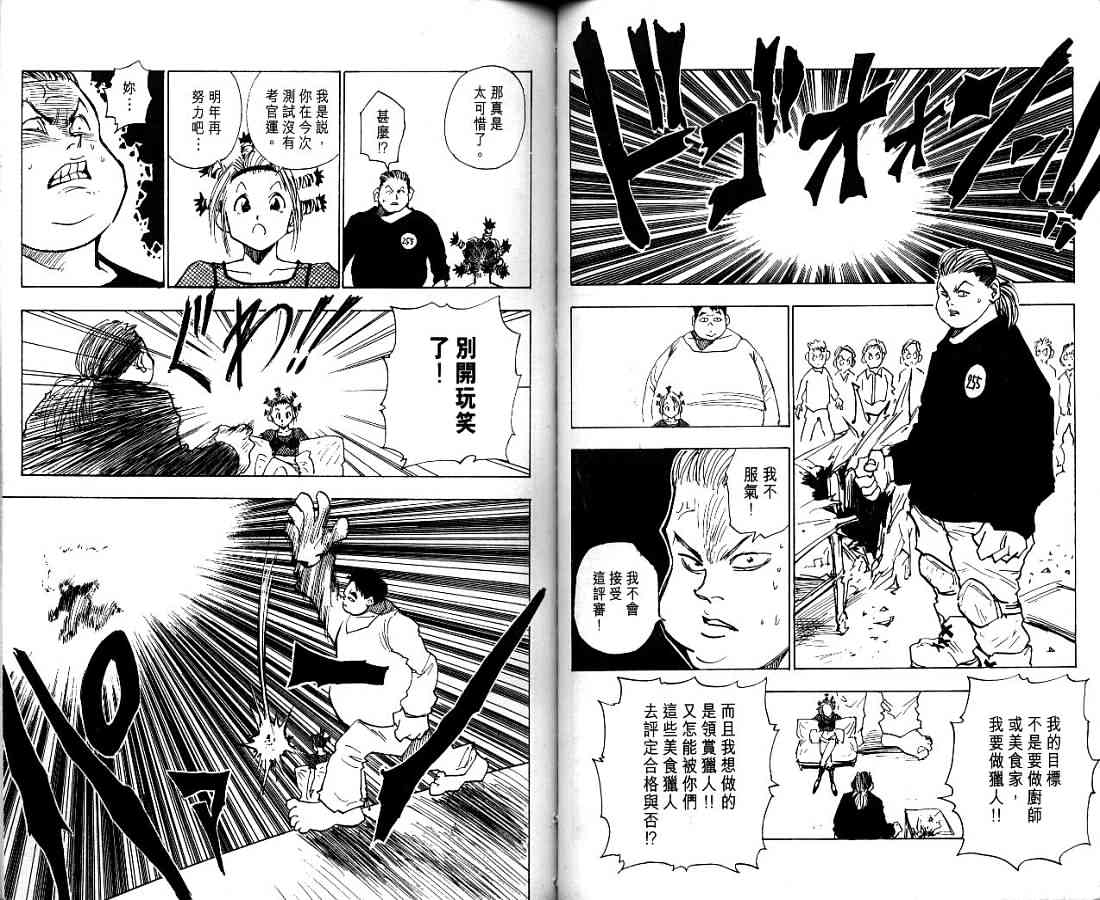 ドゴオオン!!
255
我不
服氣！
我不會
接受
這評審！
我的目標
不是要做廚師
或美食家，
我要做獵人!!
而且我想做的
是領賞獵人!!
又怎能被你們
這些美食獵人
去評定合格與否!?
那真是
太可惜了。
甚麼!?
255
我是說，
你在今次
測試沒有
考官運。
明年再
努力吧…
妳…
別開玩笑
了！
パーン